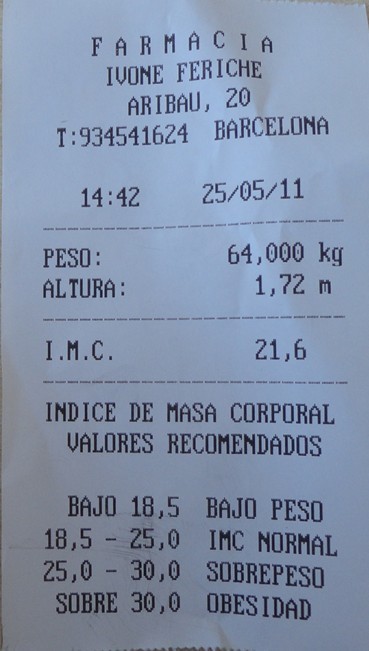 FARMACIA
IVONE FERICHE
ARIBAU, 20
T:934541624 BARCELONA
14:42 25/05/11
PESO: 64,000 kg
ALTURA: 1,72 m
I.M.C. 21,6
INDICE DE MASA CORPORAL
VALORES RECOMENDADOS
BAJO 18,5 BAJO PESO
18,5 - 25,0 IMC NORMAL
25,0 - 30,0 SOBREPESO
SOBRE 30,0 OBESIDAD